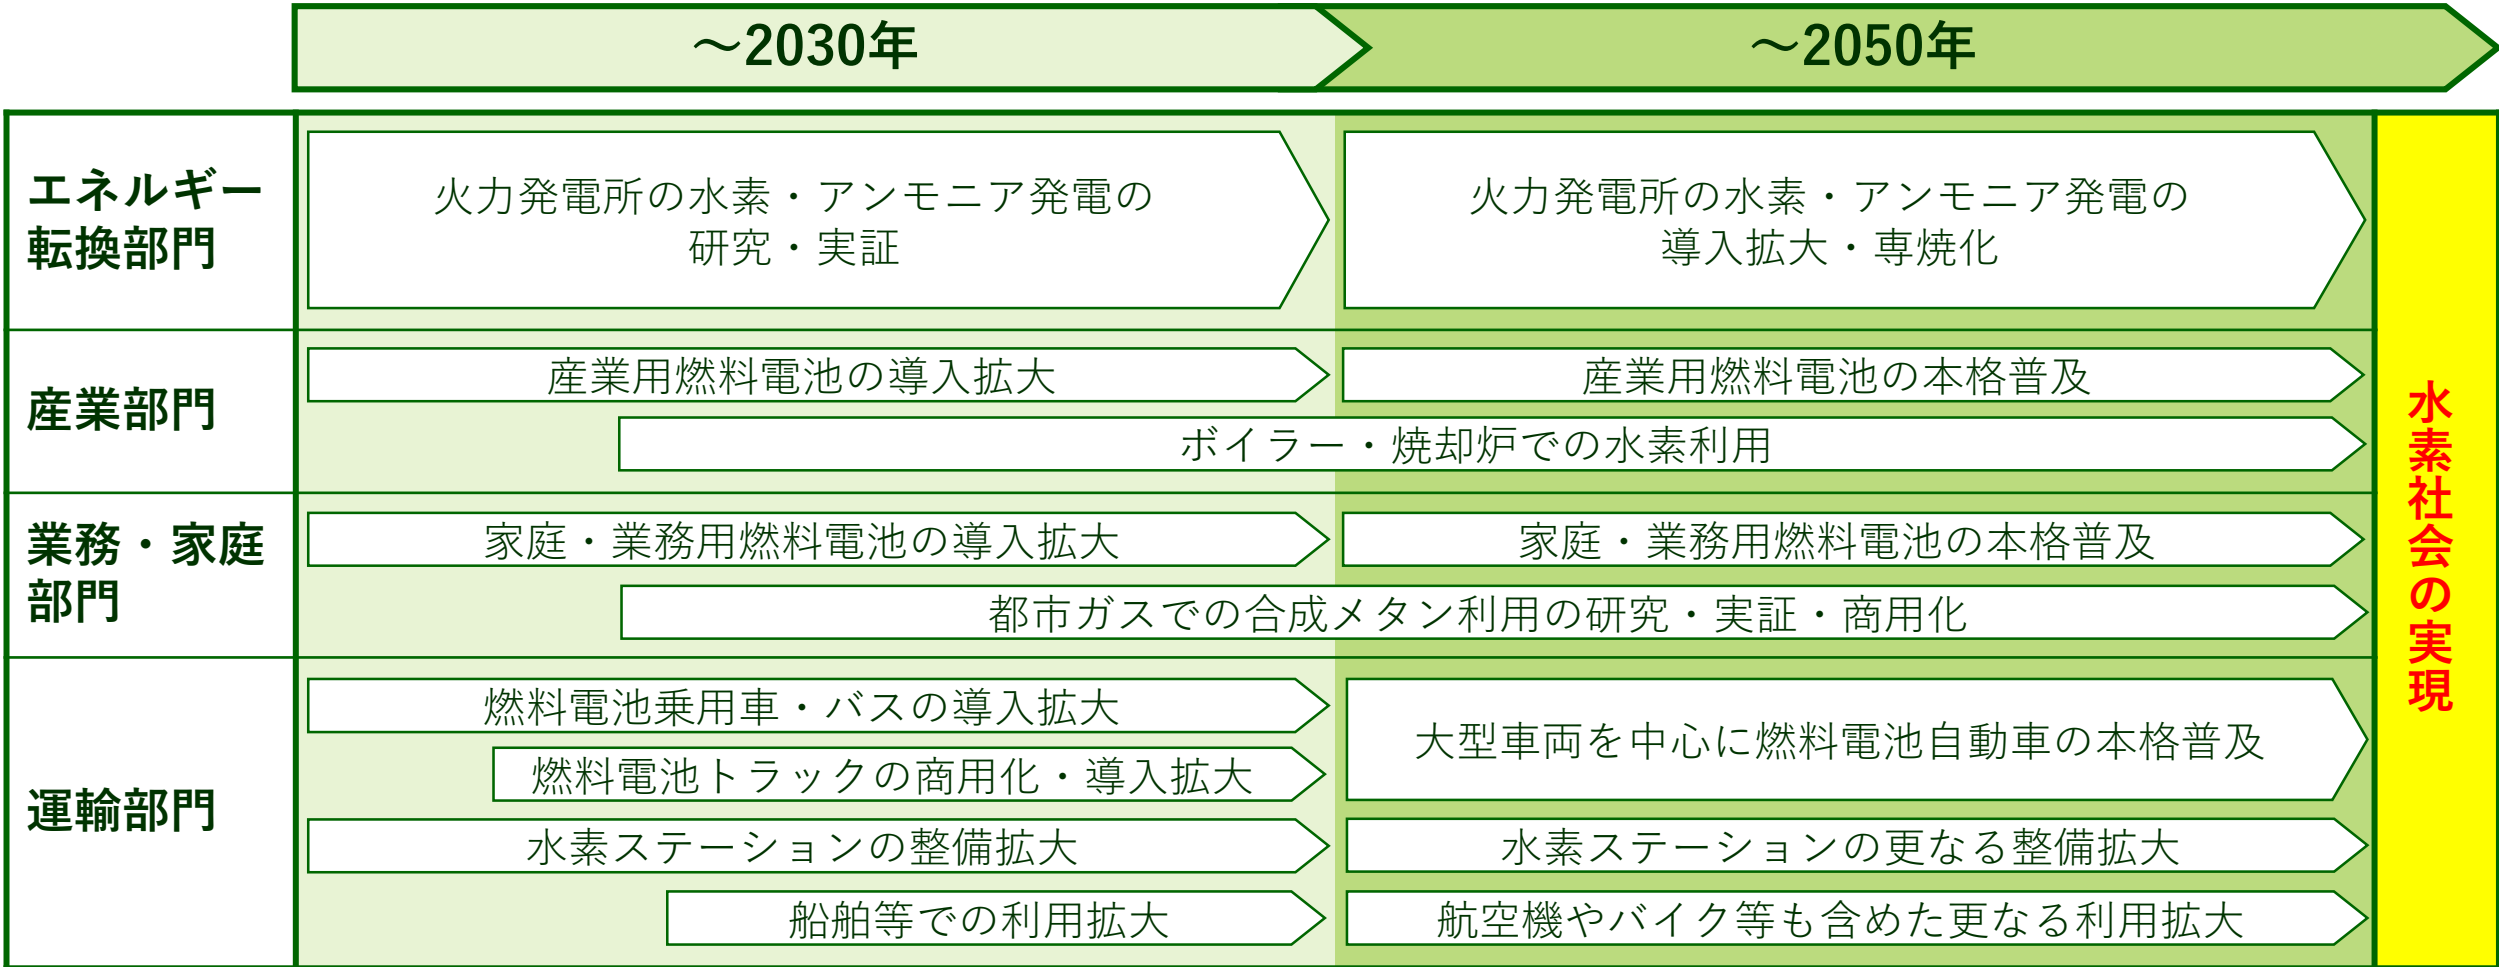 ～2030年
～2050年
エネルギー
転換部門
火力発電所の水素・アンモニア発電の
研究・実証
火力発電所の水素・アンモニア発電の
導入拡大・専焼化
産業部門
産業用燃料電池の導入拡大
産業用燃料電池の本格普及
ボイラー・焼却炉での水素利用
業務・家庭
部門
家庭・業務用燃料電池の導入拡大
家庭・業務用燃料電池の本格普及
都市ガスでの合成メタン利用の研究・実証・商用化
運輸部門
燃料電池乗用車・バスの導入拡大
燃料電池トラックの商用化・導入拡大
大型車両を中心に燃料電池自動車の本格普及
水素ステーションの整備拡大
水素ステーションの更なる整備拡大
船舶等での利用拡大
航空機やバイク等も含めた更なる利用拡大
水素社会の実現